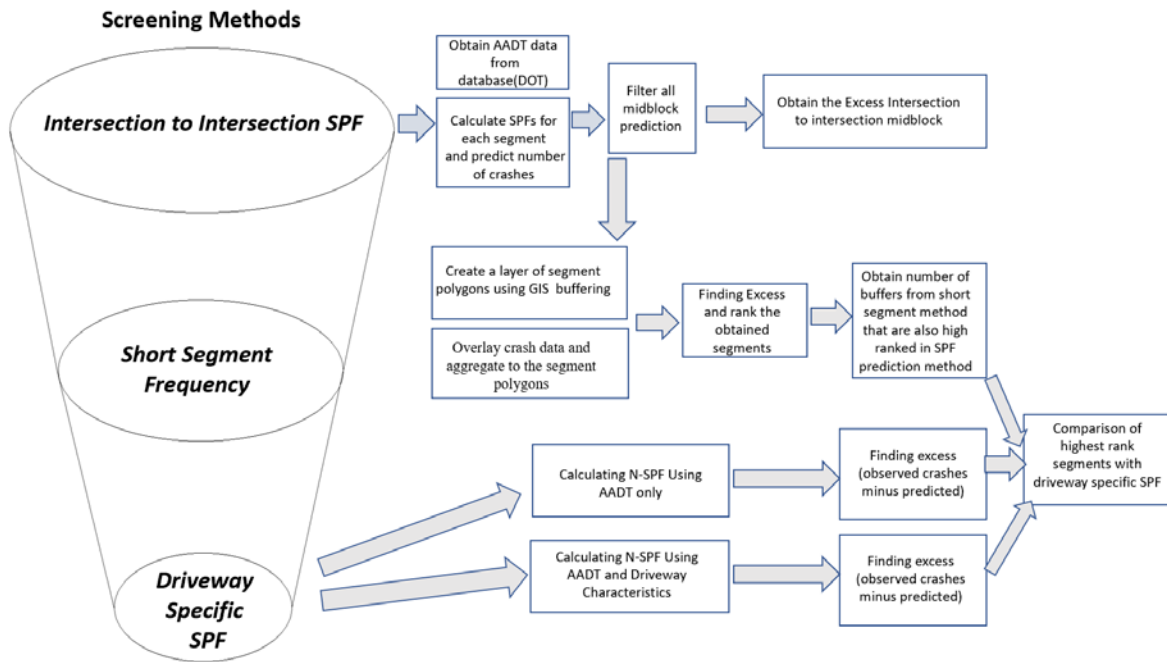 Screening Methods
Intersection to Intersection SPF
Obtain AADT data
from
database(DOT)
Calculate SPFs for
each segment
and predict number
of crashes
Filter all
midblock
prediction
Obtain the Excess Intersection
to intersection midblock
Short Segment
Frequency
Create a layer of segment
polygons using GIS buffering
Overlay crash data and
aggregate to the segment
polygons
Finding Excess
and rank the
obtained
segments
Obtain number of
buffers from short
segment method
that are also high
ranked in SPF
prediction method
Driveway
Specific
SPF
Calculating N-SPF Using
AADT only
Finding excess
(observed crashes
minus predicted)
Calculating N-SPF Using
AADT and Driveway
Characteristics
Finding excess
(observed crashes
minus predicted)
Comparison of
highest rank
segments with
driveway specific SPF